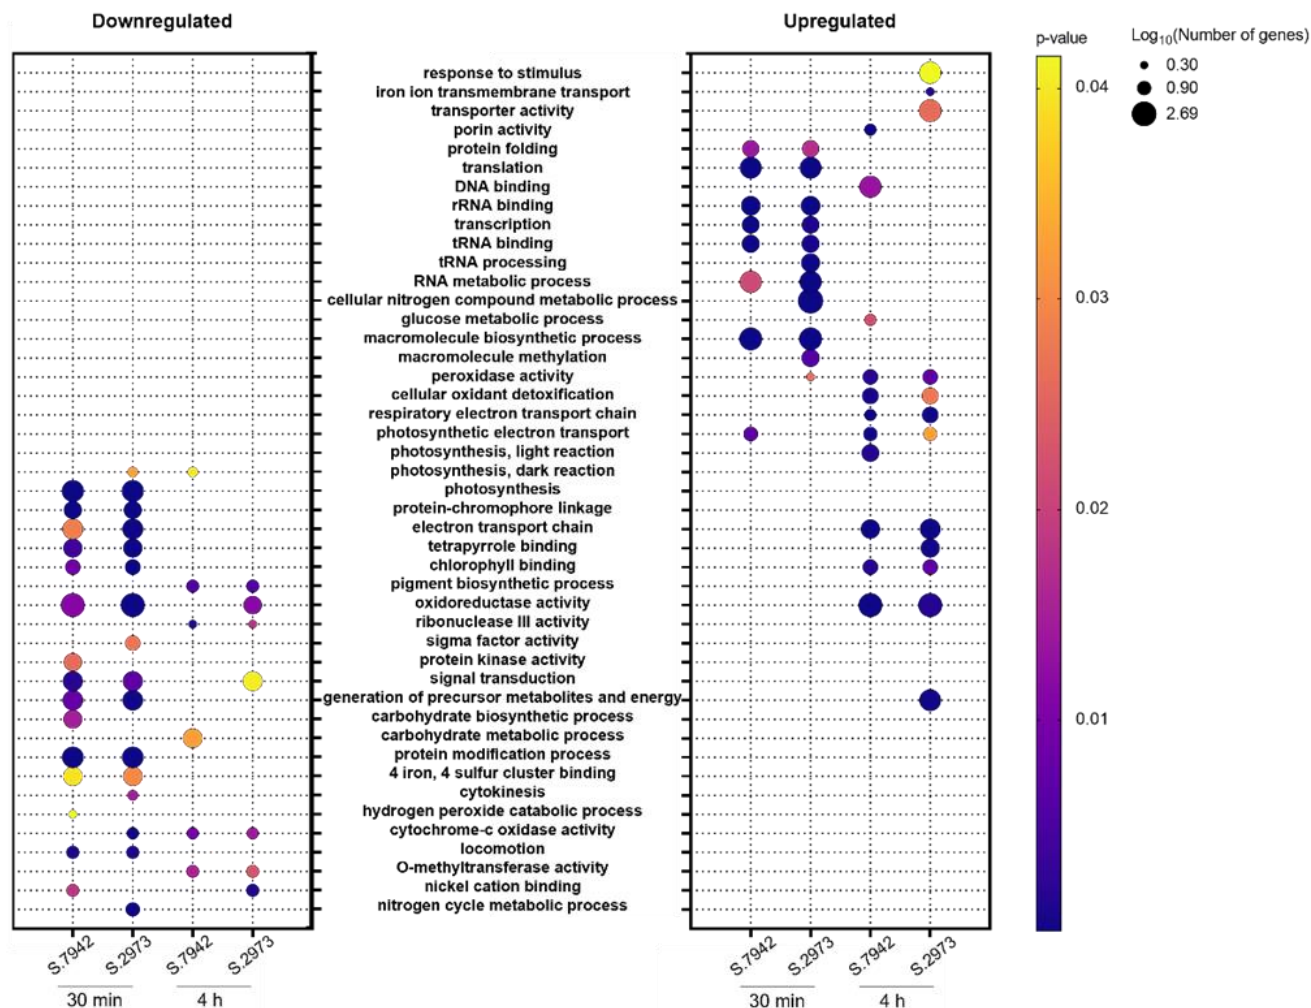 Downregulated
Upregulated
p-value
Log10(Number of genes)
0.30
0.90
2.69
0.04
0.03
0.02
0.01
response to stimulus
iron ion transmembrane transport
transporter activity
porin activity
protein folding
translation
DNA binding
rRNA binding
transcription
tRNA binding
tRNA processing
RNA metabolic process
cellular nitrogen compound metabolic process
glucose metabolic process
macromolecule biosynthetic process
macromolecule methylation
peroxidase activity
cellular oxidant detoxification
respiratory electron transport chain
photosynthetic electron transport
photosynthesis, light reaction
photosynthesis, dark reaction
photosynthesis
protein-chromophore linkage
electron transport chain
tetrapyrrole binding
chlorophyll binding
pigment biosynthetic process
oxidoreductase activity
ribonuclease III activity
sigma factor activity
protein kinase activity
signal transduction
generation of precursor metabolites and energy
carbohydrate biosynthetic process
carbohydrate metabolic process
protein modification process
4 iron, 4 sulfur cluster binding
cytokinesis
hydrogen peroxide catabolic process
cytochrome-c oxidase activity
locomotion
O-methyltransferase activity
nickel cation binding
nitrogen cycle metabolic process
S.7942
S.2973
S.7942
S.2973
30 min
4 h
S.7942
S.2973
S.7942
S.2973
30 min
4 h